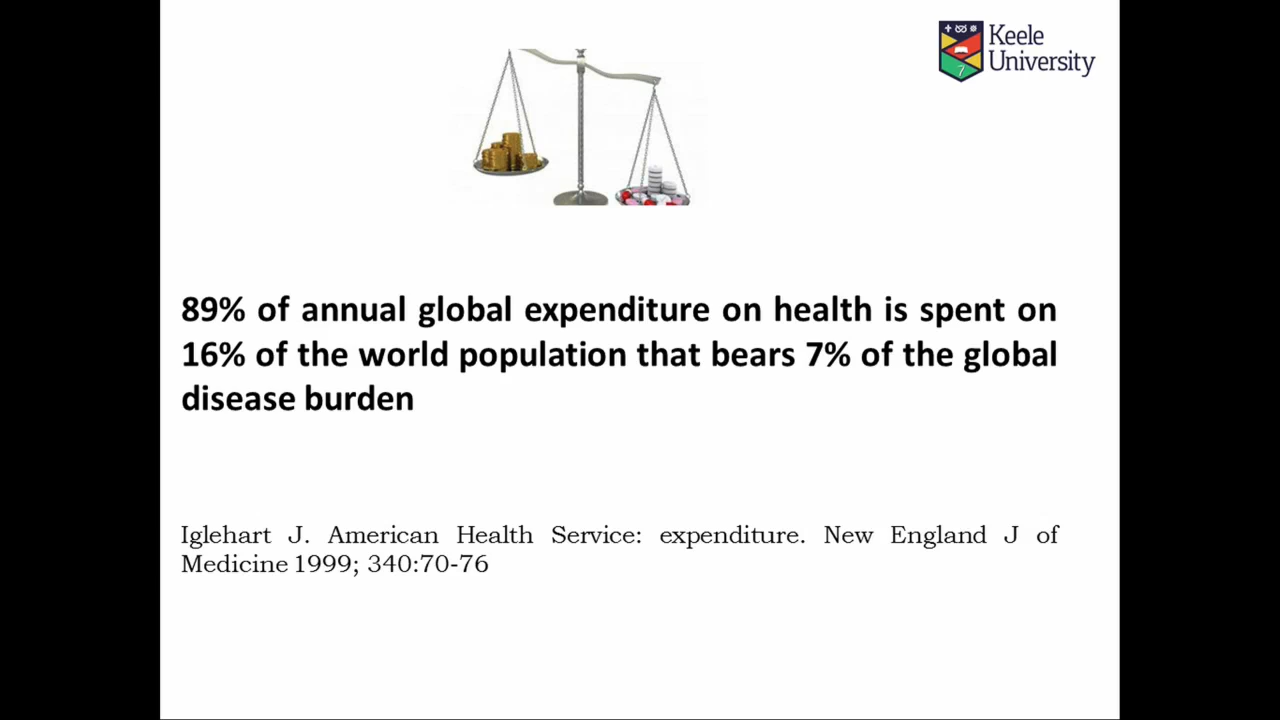 Keele
University
89% of annual global expenditure on health is spent on
16% of the world population that bears 7% of the global
disease burden
Iglehart J. American Health Service: expenditure. New England J of
Medicine 1999; 340:70-76